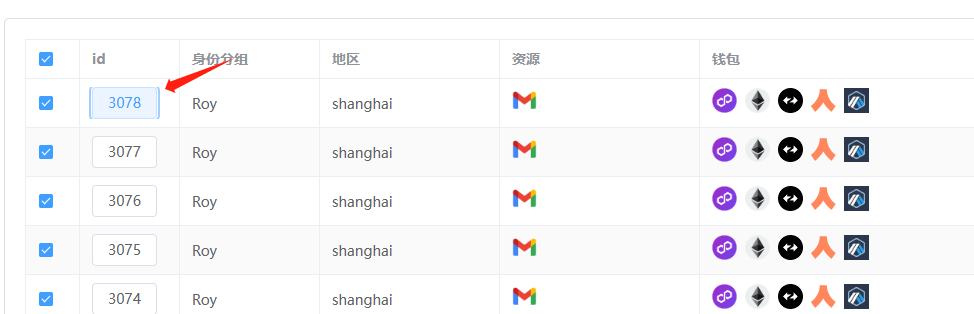 id 身份分组 地区 资源 钱包
3078 Roy shanghai
3077 Roy shanghai
3076 Roy shanghai
3075 Roy shanghai
3074 Roy shanghai